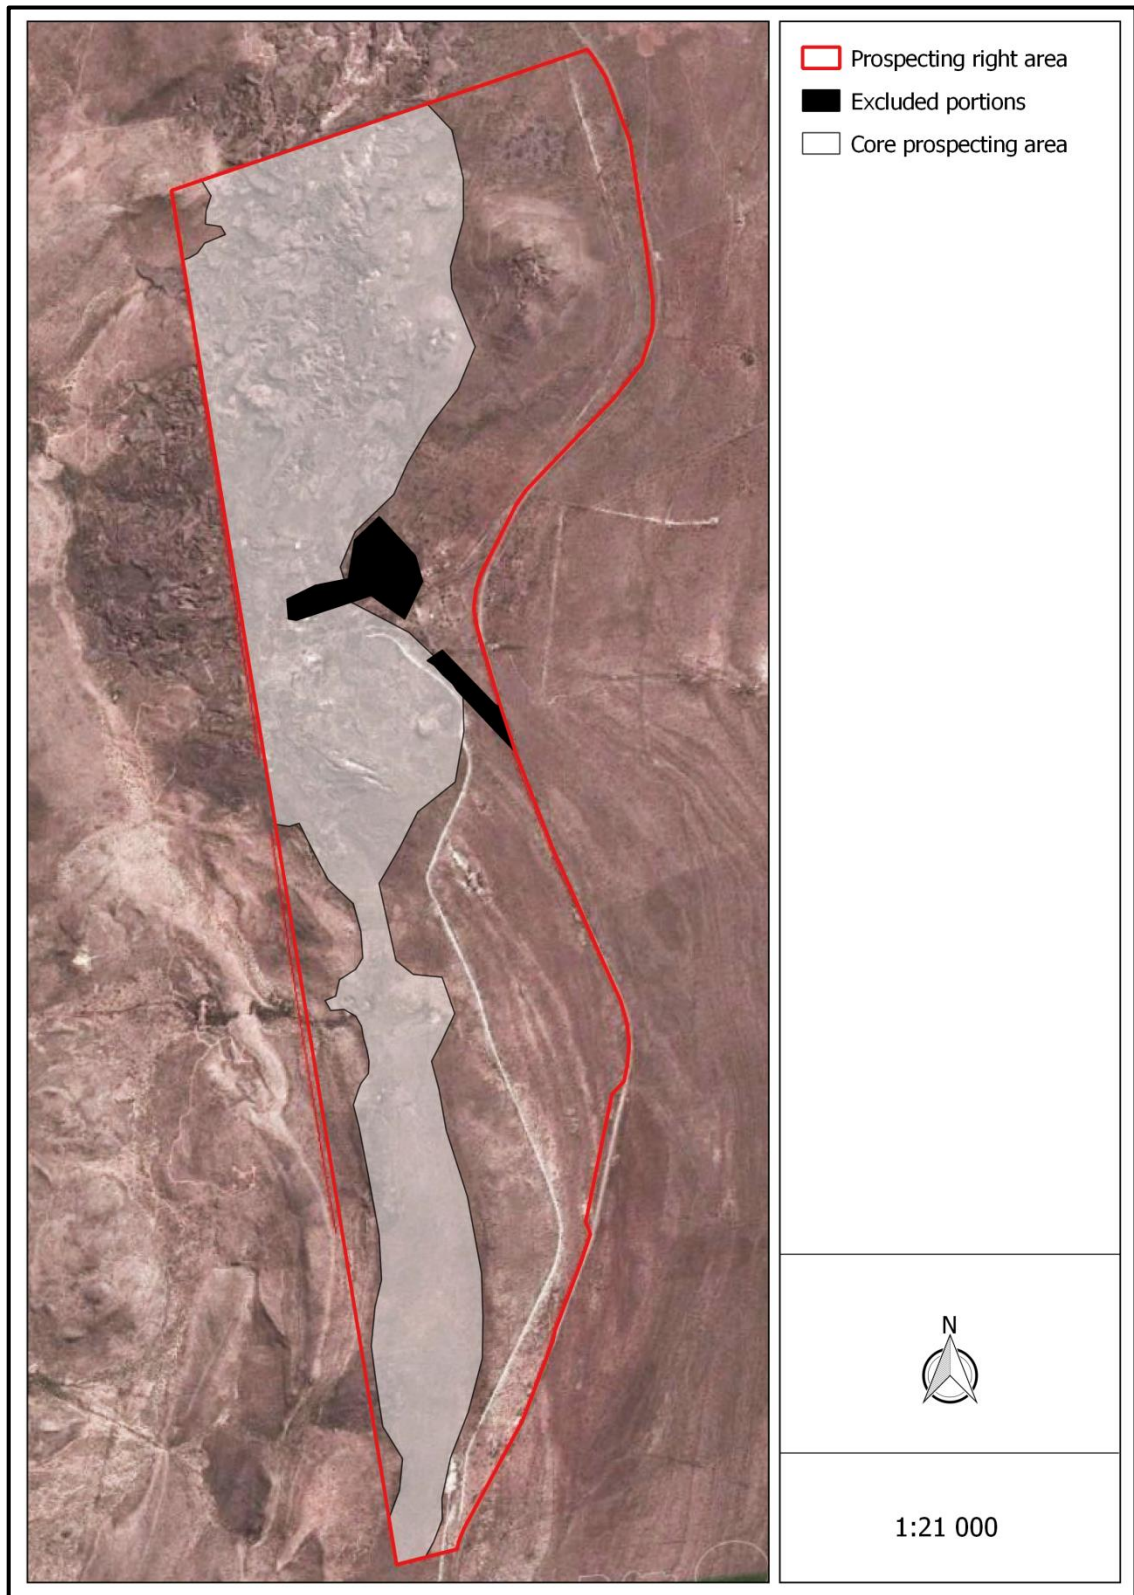 Prospecting right area
Excluded portions
Core prospecting area
N
1:21 000